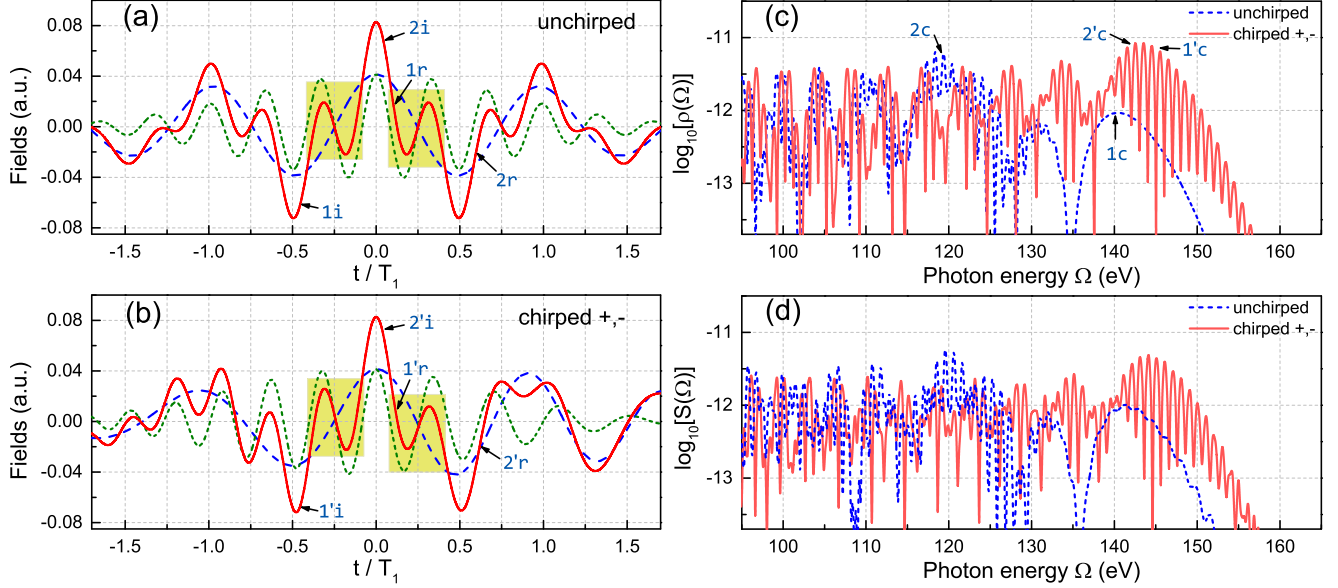 (a)
unchirped
2i
1r
2r
1i
0.08
0.04
0.00
-0.04
-0.08
Fields (a.u.)
-1.5 -1.0 -0.5 0.0 0.5 1.0 1.5
t / T₁
(b)
chirped +,-
2'i
1'r
2'r
1'i
0.08
0.04
0.00
-0.04
-0.08
Fields (a.u.)
-1.5 -1.0 -0.5 0.0 0.5 1.0 1.5
t / T₁
(c)
unchirped
chirped +,-
2c
2'c
1'c
1c
-11
-12
-13
log₁₀[ρ(Ω)]
100 110 120 130 140 150 160
Photon energy Ω (eV)
(d)
unchirped
chirped +,-
-11
-12
-13
log₁₀[S(Ω)]
100 110 120 130 140 150 160
Photon energy Ω (eV)